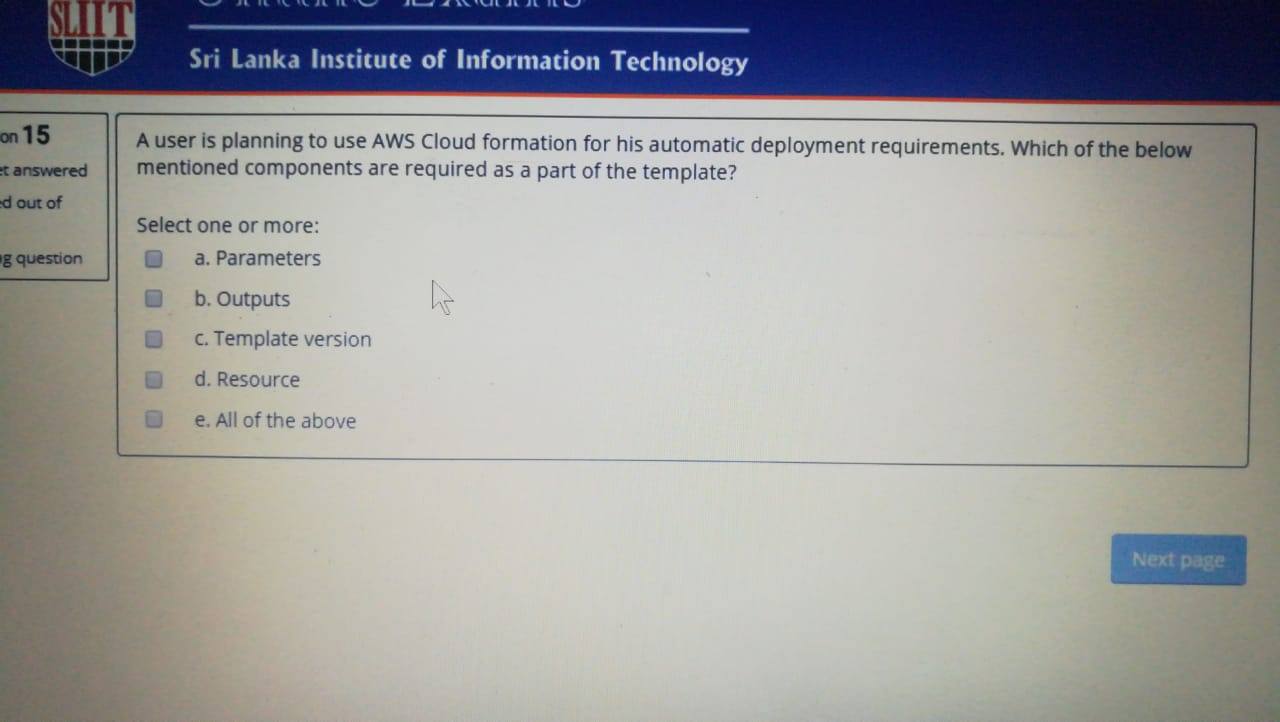 SLIIT
Sri Lanka Institute of Information Technology
on 15
answered
d out of
g question
A user is planning to use AWS Cloud formation for his automatic deployment requirements. Which of the below
mentioned components are required as a part of the template?
Select one or more:
a. Parameters
b. Outputs
c. Template version
d. Resource
e. All of the above
Next page